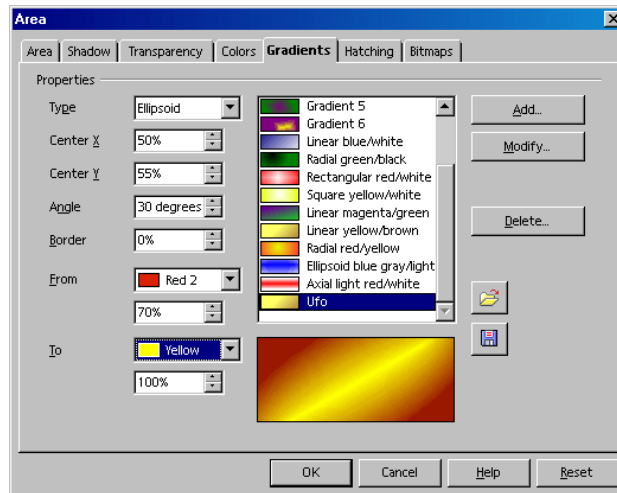 Area
Area Shadow Transparency Colors Gradients Hatching Bitmaps
Properties
Type Ellipsoid
Center X 50%
Center Y 55%
Angle 30 degrees
Border 0%
From Red 2
70%
To Yellow
100%
Gradient 5
Gradient 6
Linear blue/white
Radial green/black
Rectangular red/white
Square yellow/white
Linear magenta/green
Linear yellow/brown
Radial red/yellow
Ellipsoid blue gray/light
Axial light red/white
Ufo
Add...
Modify...
Delete...
OK Cancel Help Reset